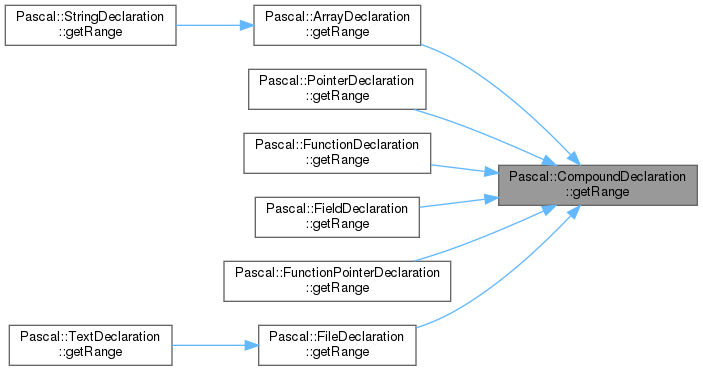 Pascal::StringDeclaration
::getRange
Pascal::ArrayDeclaration
::getRange
Pascal::PointerDeclaration
::getRange
Pascal::FunctionDeclaration
::getRange
Pascal::CompoundDeclaration
::getRange
Pascal::FieldDeclaration
::getRange
Pascal::FunctionPointerDeclaration
::getRange
Pascal::TextDeclaration
::getRange
Pascal::FileDeclaration
::getRange